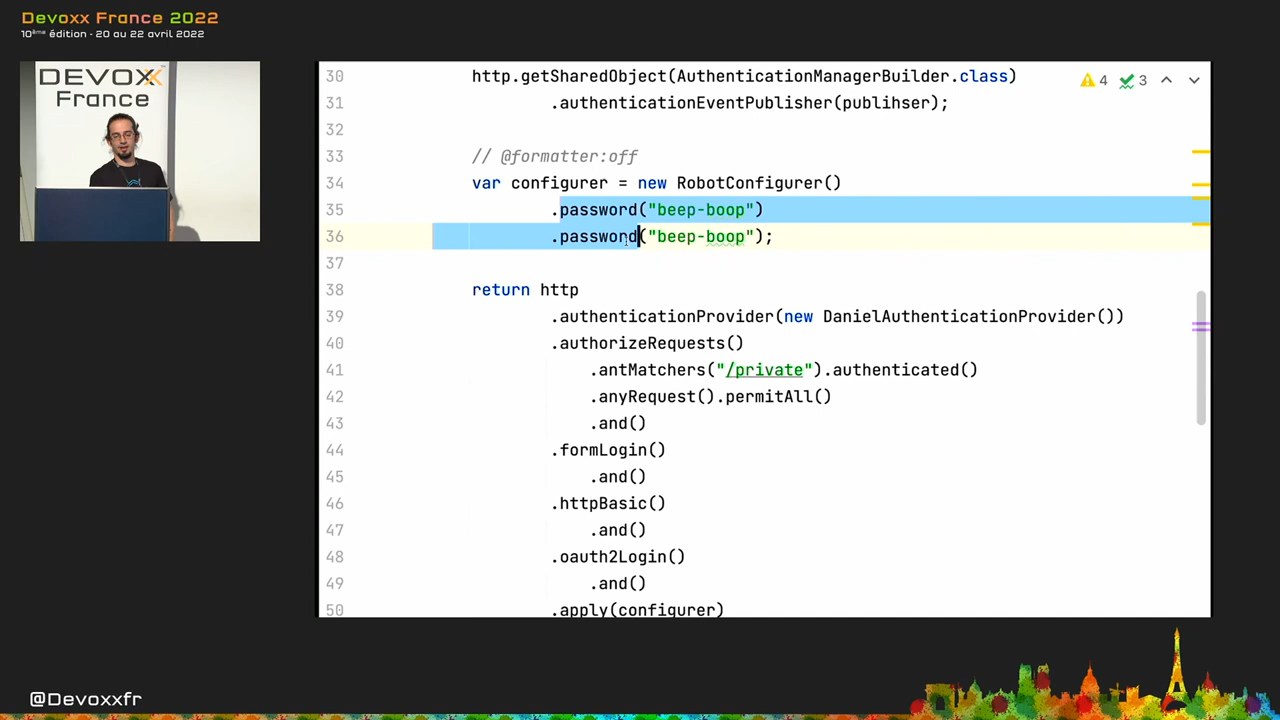 Devoxx France 2022
10ème édition - 20 au 22 avril 2022
DEVOXX
France
30 http.getSharedObject(AuthenticationManagerBuilder.class)
4 3
31 .authenticationEventPublisher(publihser);
32
33 // @formatter:off
34 var configurer = new RobotConfigurer()
35 .password("beep-boop")
36 .password("beep-boop");
37
38 return http
39 .authenticationProvider(new DanielAuthenticationProvider())
40 .authorizeRequests()
41 .antMatchers("/private").authenticated()
42 .anyRequest().permitAll()
43 .and()
44 .formLogin()
45 .and()
46 .httpBasic()
47 .and()
48 .oauth2Login()
49 .and()
50 .apply(configurer)
@Devoxxfr